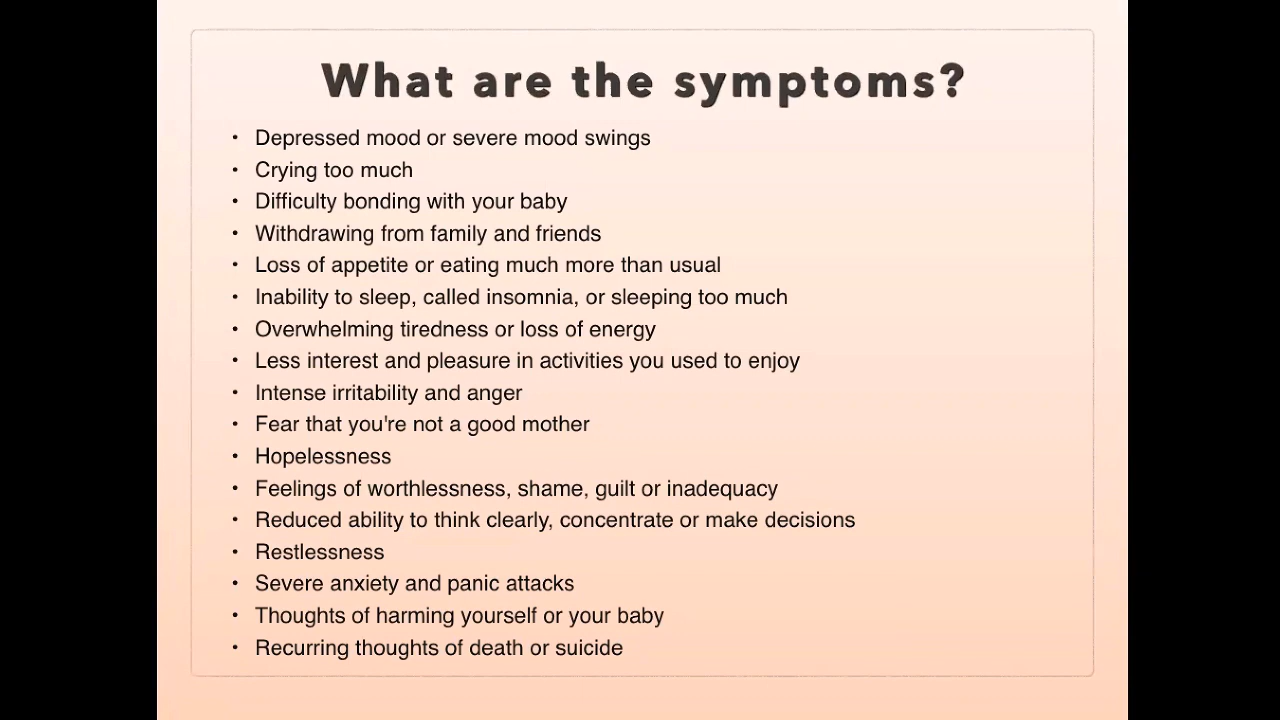 What are the symptoms?
• Depressed mood or severe mood swings
• Crying too much
• Difficulty bonding with your baby
• Withdrawing from family and friends
• Loss of appetite or eating much more than usual
• Inability to sleep, called insomnia, or sleeping too much
• Overwhelming tiredness or loss of energy
• Less interest and pleasure in activities you used to enjoy
• Intense irritability and anger
• Fear that you're not a good mother
• Hopelessness
• Feelings of worthlessness, shame, guilt or inadequacy
• Reduced ability to think clearly, concentrate or make decisions
• Restlessness
• Severe anxiety and panic attacks
• Thoughts of harming yourself or your baby
• Recurring thoughts of death or suicide